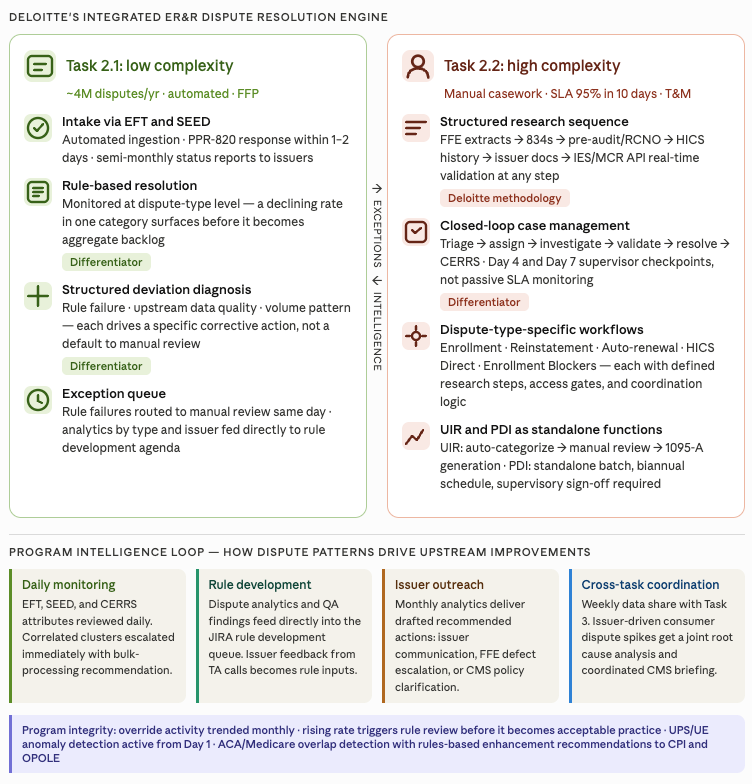 DELOITTE'S INTEGRATED ER&R DISPUTE RESOLUTION ENGINE
Task 2.1: low complexity
~4M disputes/yr · automated · FFP
Intake via EFT and SEED
Automated ingestion · PPR-820 response within 1–2
days · semi-monthly status reports to issuers
Rule-based resolution
Monitored at dispute-type level — a declining rate
in one category surfaces before it becomes
aggregate backlog
Differentiator
Structured deviation diagnosis
Rule failure · upstream data quality · volume pattern
— each drives a specific corrective action, not a
default to manual review
Differentiator
Exception queue
Rule failures routed to manual review same day ·
analytics by type and issuer fed directly to rule
development agenda
→ EXCEPTIONS ← INTELLIGENCE
Task 2.2: high complexity
Manual casework · SLA 95% in 10 days · T&M
Structured research sequence
FFE extracts → 834s → pre-audit/RCNO → HICS
history → issuer docs → IES/MCR API real-time
validation at any step
Deloitte methodology
Closed-loop case management
Triage → assign → investigate → validate → resolve →
CERRS · Day 4 and Day 7 supervisor checkpoints,
not passive SLA monitoring
Differentiator
Dispute-type-specific workflows
Enrollment · Reinstatement · Auto-renewal · HICS
Direct · Enrollment Blockers — each with defined
research steps, access gates, and coordination
logic
UIR and PDI as standalone functions
UIR: auto-categorize → manual review → 1095-A
generation · PDI: standalone batch, biannual
schedule, supervisory sign-off required
PROGRAM INTELLIGENCE LOOP — HOW DISPUTE PATTERNS DRIVE UPSTREAM IMPROVEMENTS
Daily monitoring
EFT, SEED, and CERRS
attributes reviewed daily.
Correlated clusters escalated
immediately with bulk-
processing recommendation.
Rule development
Dispute analytics and QA
findings feed directly into the
JIRA rule development
queue. Issuer feedback from
TA calls becomes rule inputs.
Issuer outreach
Monthly analytics deliver
drafted recommended
actions: issuer
communication, FFE defect
escalation, or CMS policy
clarification.
Cross-task coordination
Weekly data share with Task
3. Issuer-driven consumer
dispute spikes get a joint root
cause analysis and
coordinated CMS briefing.
Program integrity: override activity trended monthly · rising rate triggers rule review before it becomes acceptable practice · UPS/UE
anomaly detection active from Day 1 · ACA/Medicare overlap detection with rules-based enhancement recommendations to CPI and
OPOLE